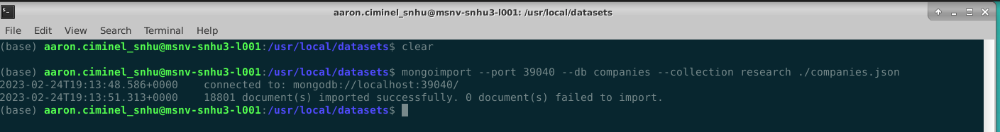 aaron.ciminel_snhu@msnv-snhu3-l001: /usr/local/datasets
File Edit View Search Terminal Help
(base) aaron.ciminel_snhu@msnv-snhu3-l001:/usr/local/datasets$ clear
(base) aaron.ciminel_snhu@msnv-snhu3-l001:/usr/local/datasets$ mongoimport --port 39040 --db companies --collection research ./companies.json
2023-02-24T19:13:48.586+0000    connected to: mongodb://localhost:39040/
2023-02-24T19:13:51.313+0000    18801 document(s) imported successfully. 0 document(s) failed to import.
(base) aaron.ciminel_snhu@msnv-snhu3-l001:/usr/local/datasets$